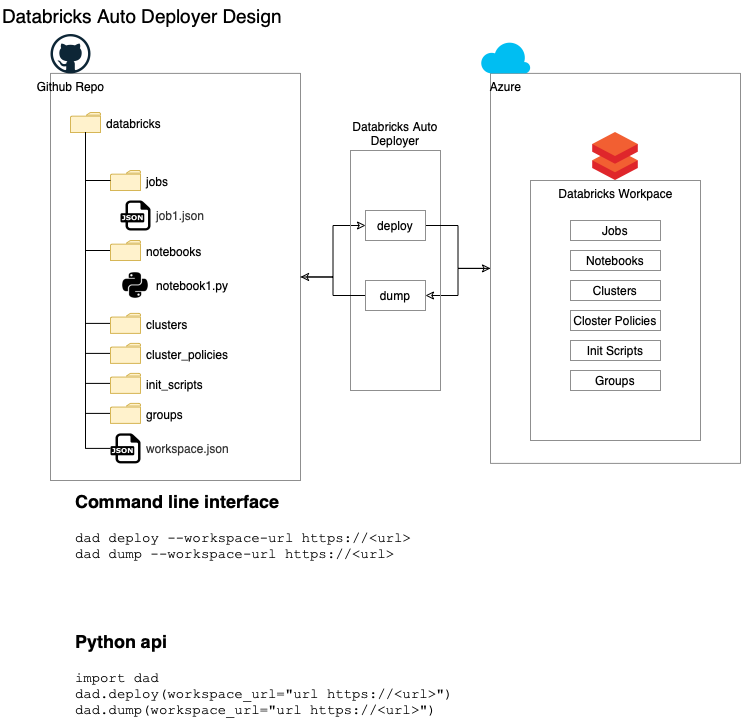 Databricks Auto Deployer Design
Github Repo
databricks
jobs
JSON
job1.json
notebooks
notebook1.py
clusters
cluster_policies
init_scripts
groups
JSON
workspace.json
Databricks Auto
Deployer
deploy
dump
Azure
Databricks Workpace
Jobs
Notebooks
Clusters
Closter Policies
Init Scripts
Groups
Command line interface
dad deploy --workspace-url https://<url>
dad dump --workspace-url https://<url>
Python api
import dad
dad.deploy(workspace_url="url https://<url>")
dad.dump(workspace_url="url https://<url>")